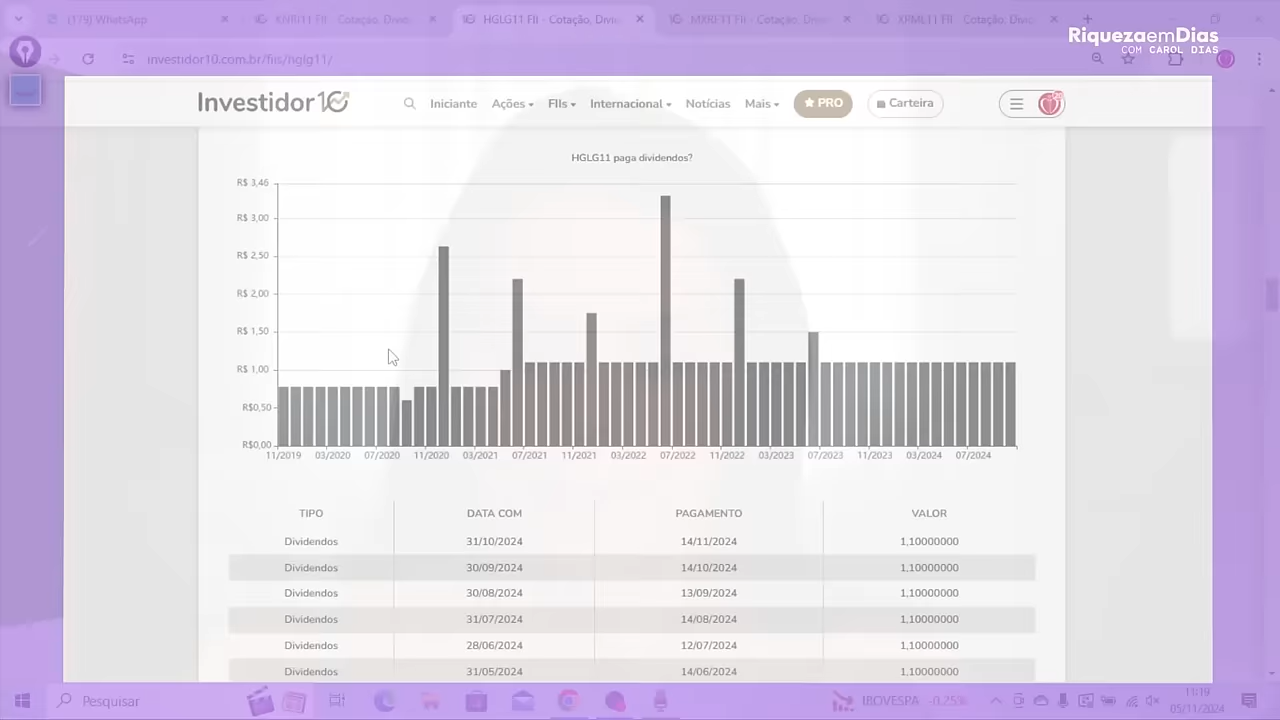 (179) WhatsApp
KNRI11 FII - Cotação, Divid
HGLG11 FII - Cotação, Divid
MXRF11 FII - Cotação, Divid
XPML11 FII - Cotação, Divid
RiquezaemDias
COM CAROL DIAS
investidor10.com.br/fiis/hglg11/
Investidor10
Iniciante
Ações
FIIs
Internacional
Notícias
Mais
PRO
Carteira
HGLG11 paga dividendos?
R$ 3,46
R$ 3,00
R$ 2,50
R$ 2,00
R$ 1,50
R$ 1,00
R$0,50
R$0,00
11/2019 03/2020 07/2020 11/2020 03/2021 07/2021 11/2021 03/2022 07/2022 11/2022 03/2023 07/2023 11/2023 03/2024 07/2024
TIPO DATA COM PAGAMENTO VALOR
Dividendos 31/10/2024 14/11/2024 1,10000000
Dividendos 30/09/2024 14/10/2024 1,10000000
Dividendos 30/08/2024 13/09/2024 1,10000000
Dividendos 31/07/2024 14/08/2024 1,10000000
Dividendos 28/06/2024 12/07/2024 1,10000000
Dividendos 31/05/2024 14/06/2024 1,10000000
Pesquisar
IBOVESPA -0.25%
11:19
05/11/2024